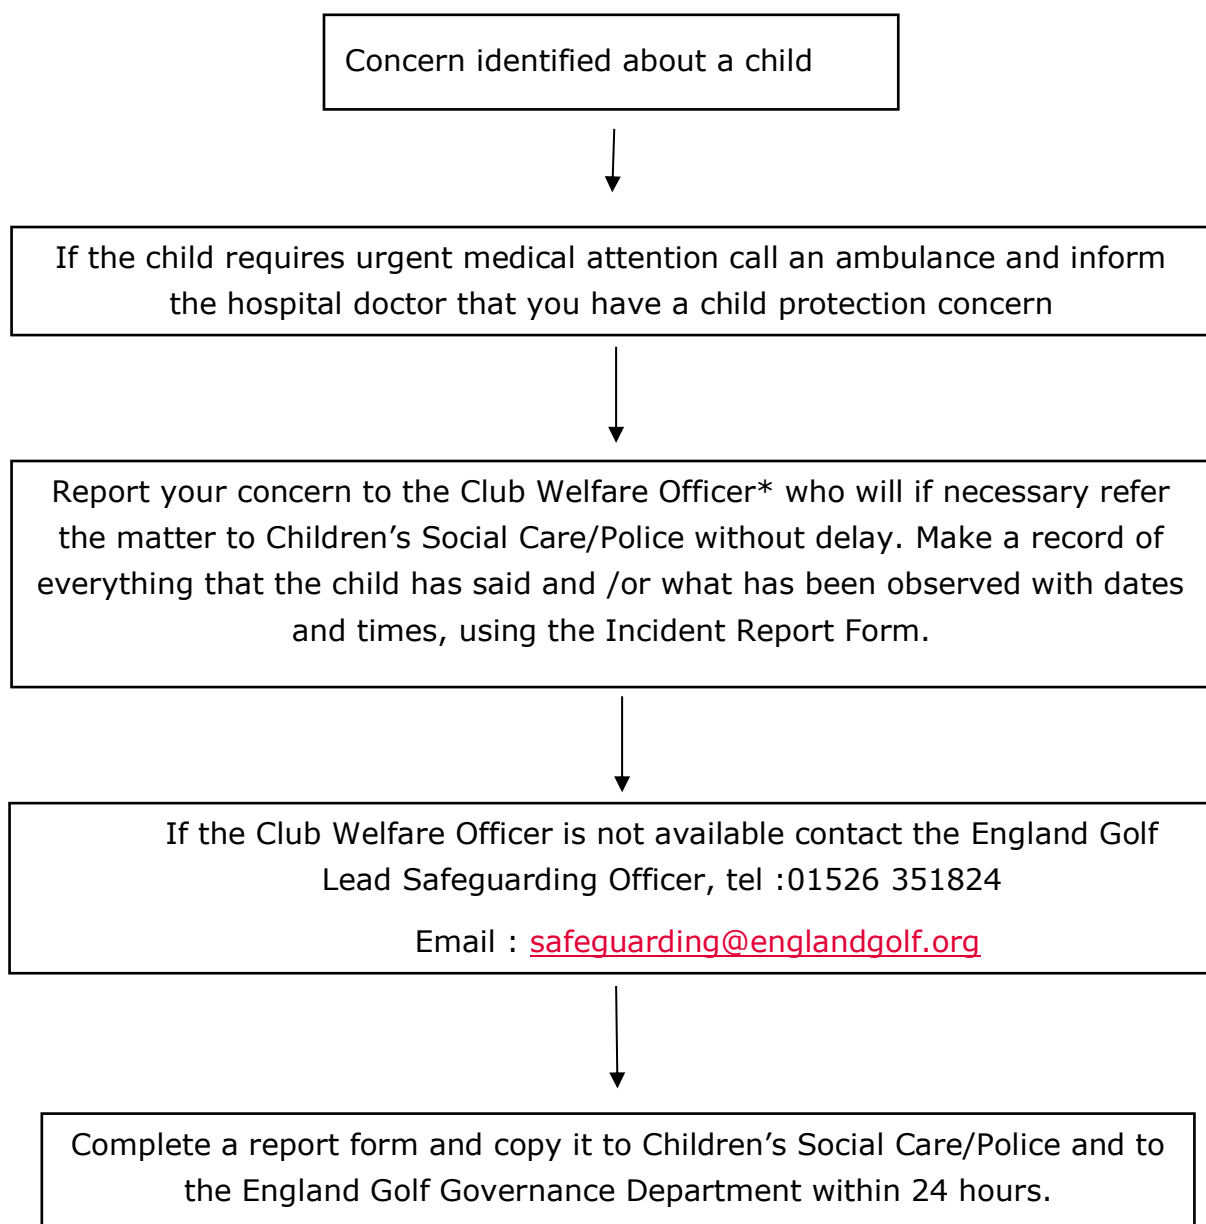 Concern identified about a child
If the child requires urgent medical attention call an ambulance and inform
the hospital doctor that you have a child protection concern
Report your concern to the Club Welfare Officer* who will if necessary refer
the matter to Children’s Social Care/Police without delay. Make a record of
everything that the child has said and /or what has been observed with dates
and times, using the Incident Report Form.
If the Club Welfare Officer is not available contact the England Golf
Lead Safeguarding Officer, tel :01526 351824
Email : safeguarding@englandgolf.org
Complete a report form and copy it to Children’s Social Care/Police and to
the England Golf Governance Department within 24 hours.